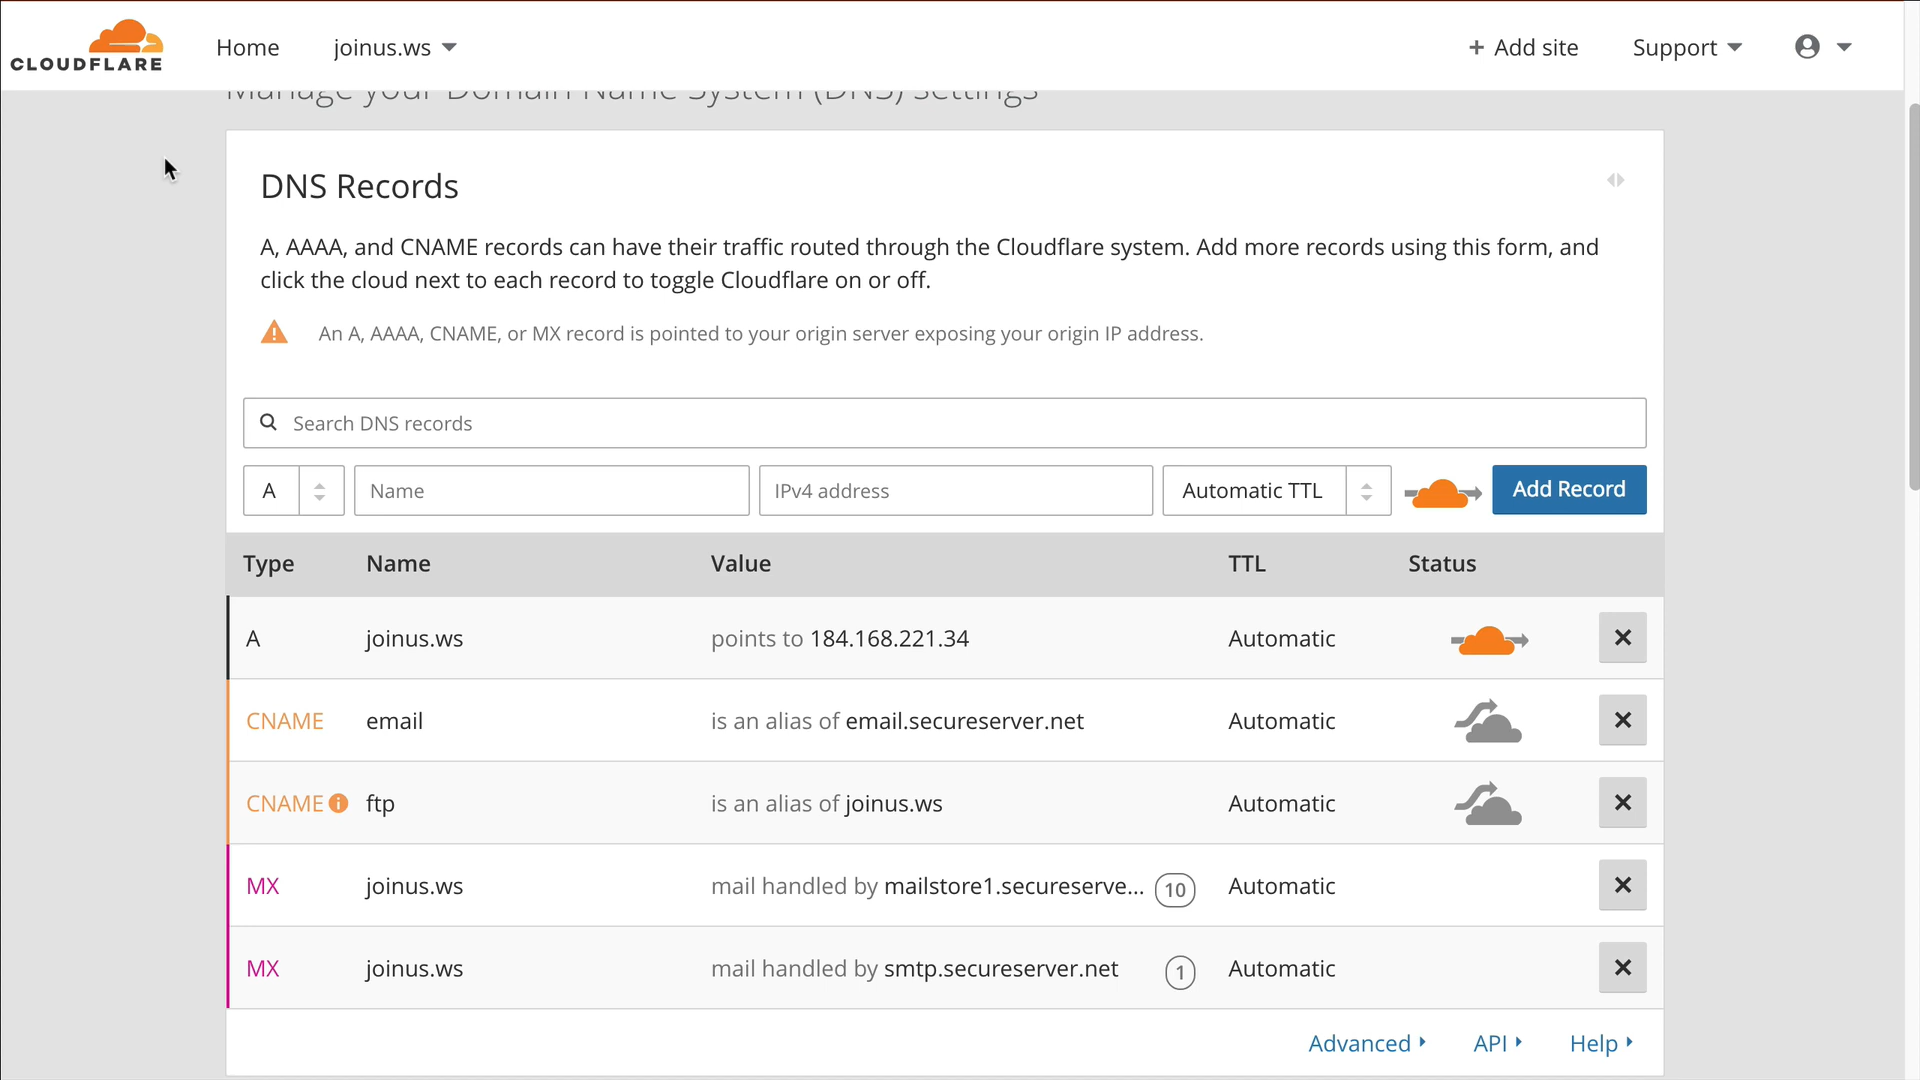 CLOUDFLARE
Home
joinus.ws
+ Add site
Support
Manage your Domain Name System (DNS) settings
DNS Records
A, AAAA, and CNAME records can have their traffic routed through the Cloudflare system. Add more records using this form, and
click the cloud next to each record to toggle Cloudflare on or off.
An A, AAAA, CNAME, or MX record is pointed to your origin server exposing your origin IP address.
Search DNS records
A Name IPv4 address Automatic TTL Add Record
Type Name Value TTL Status
A joinus.ws points to 184.168.221.34 Automatic
CNAME email is an alias of email.secureserver.net Automatic
CNAME ftp is an alias of joinus.ws Automatic
MX joinus.ws mail handled by mailstore1.secureserve... 10 Automatic
MX joinus.ws mail handled by smtp.secureserver.net 1 Automatic
Advanced API Help